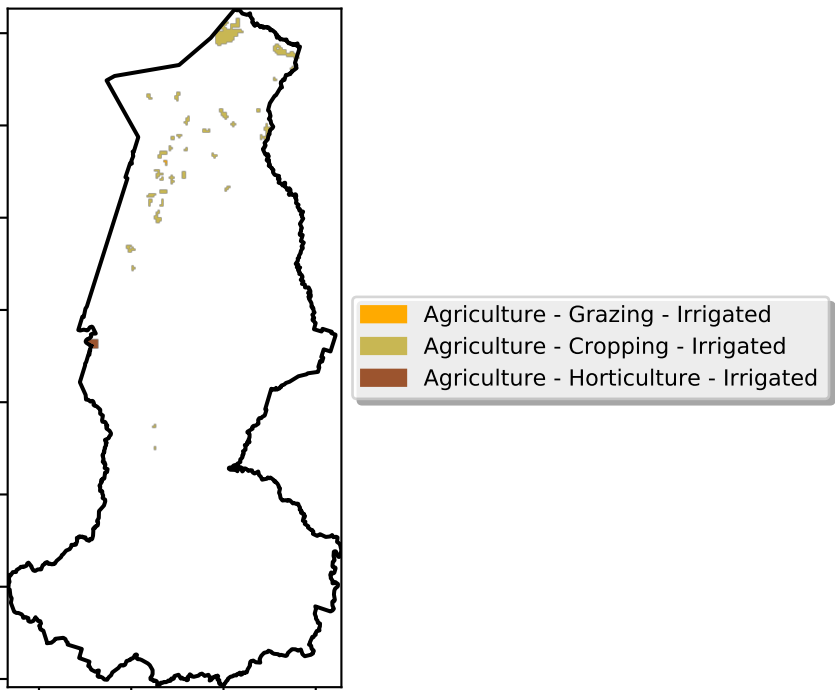 Agriculture - Grazing - Irrigated
Agriculture - Cropping - Irrigated
Agriculture - Horticulture - Irrigated